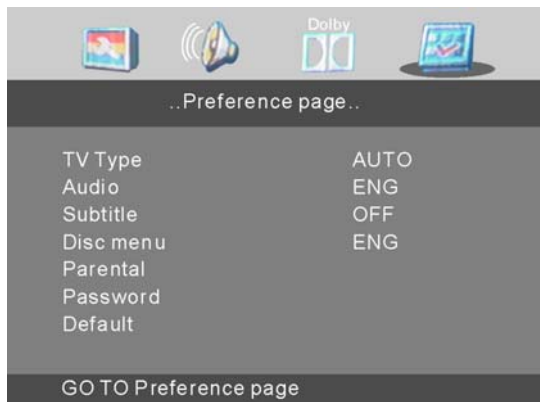 Dolby
..Preference page..
TV Type AUTO
Audio ENG
Subtitle OFF
Disc menu ENG
Parental
Password
Default
GO TO Preference page